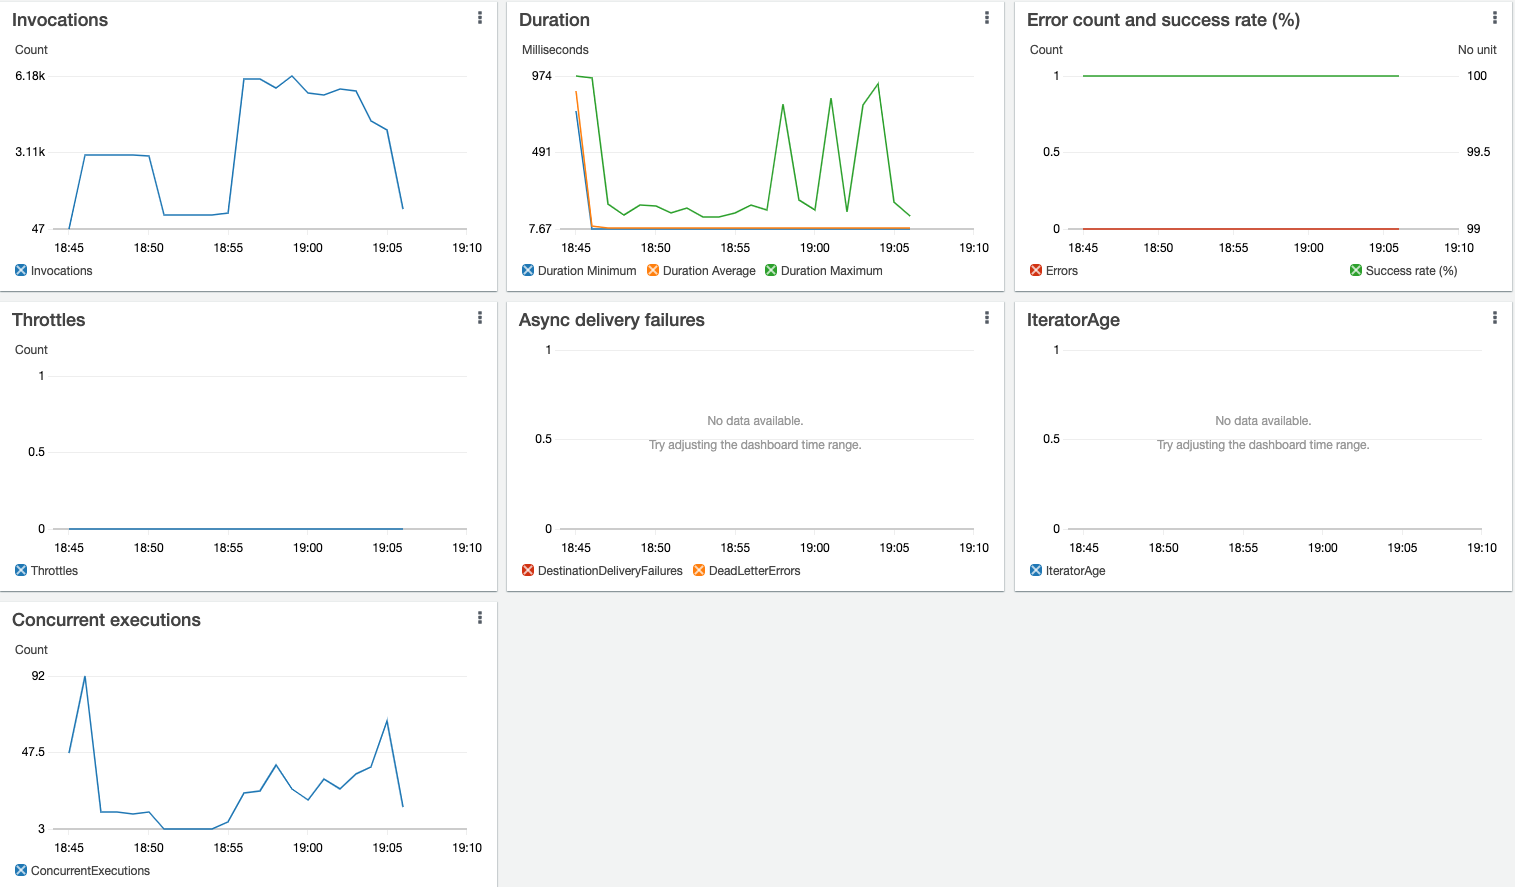 Invocations
Count
6.18k
3.11k
47
18:45 18:50 18:55 19:00 19:05 19:10
Invocations
Duration
Milliseconds
974
491
7.67
18:45 18:50 18:55 19:00 19:05 19:10
Duration Minimum Duration Average Duration Maximum
Error count and success rate (%)
Count No unit
1 100
0.5 99.5
0 99
18:45 18:50 18:55 19:00 19:05 19:10
Errors Success rate (%)
Throttles
Count
1
0.5
0
18:45 18:50 18:55 19:00 19:05 19:10
Throttles
Async delivery failures
1
No data available.
0.5
Try adjusting the dashboard time range.
0
18:45 18:50 18:55 19:00 19:05 19:10
DestinationDeliveryFailures DeadLetterErrors
IteratorAge
1
No data available.
0.5
Try adjusting the dashboard time range.
0
18:45 18:50 18:55 19:00 19:05 19:10
IteratorAge
Concurrent executions
Count
92
47.5
3
18:45 18:50 18:55 19:00 19:05 19:10
ConcurrentExecutions